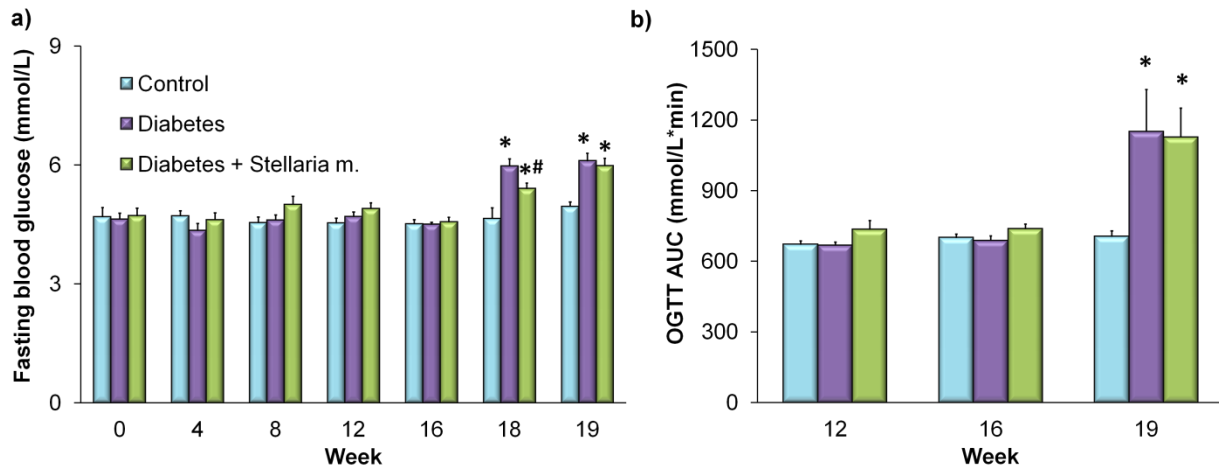 a)
Fasting blood glucose (mmol/L)
9
6
3
0
Control
Diabetes
Diabetes + Stellaria m.
*
*#
*
*
0 4 8 12 16 18 19
Week
b)
OGTT AUC (mmol/L*min)
1500
1200
900
600
300
0
*
*
12 16 19
Week